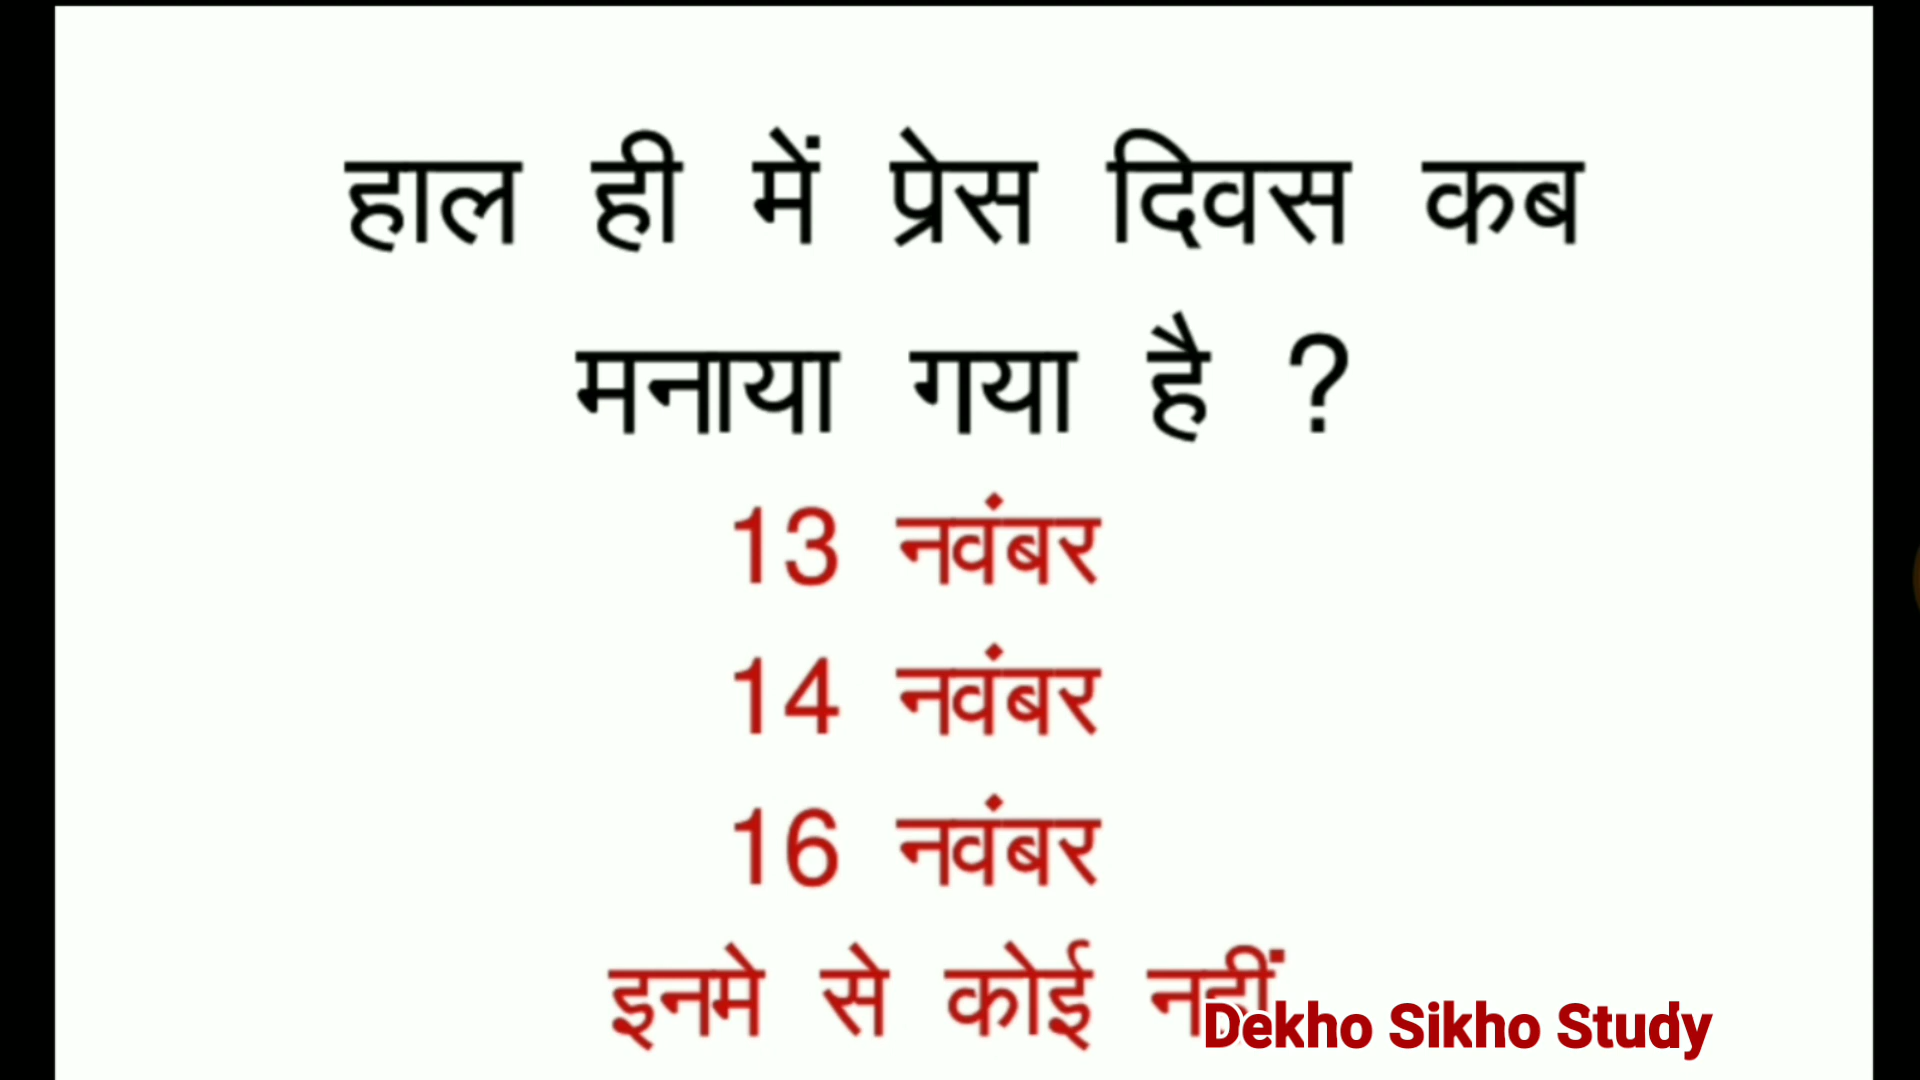 हाल ही में प्रेस दिवस कब
मनाया गया है ?
13 नवंबर
14 नवंबर
16 नवंबर
इनमे से कोई नहीं
Dekho Sikho Study